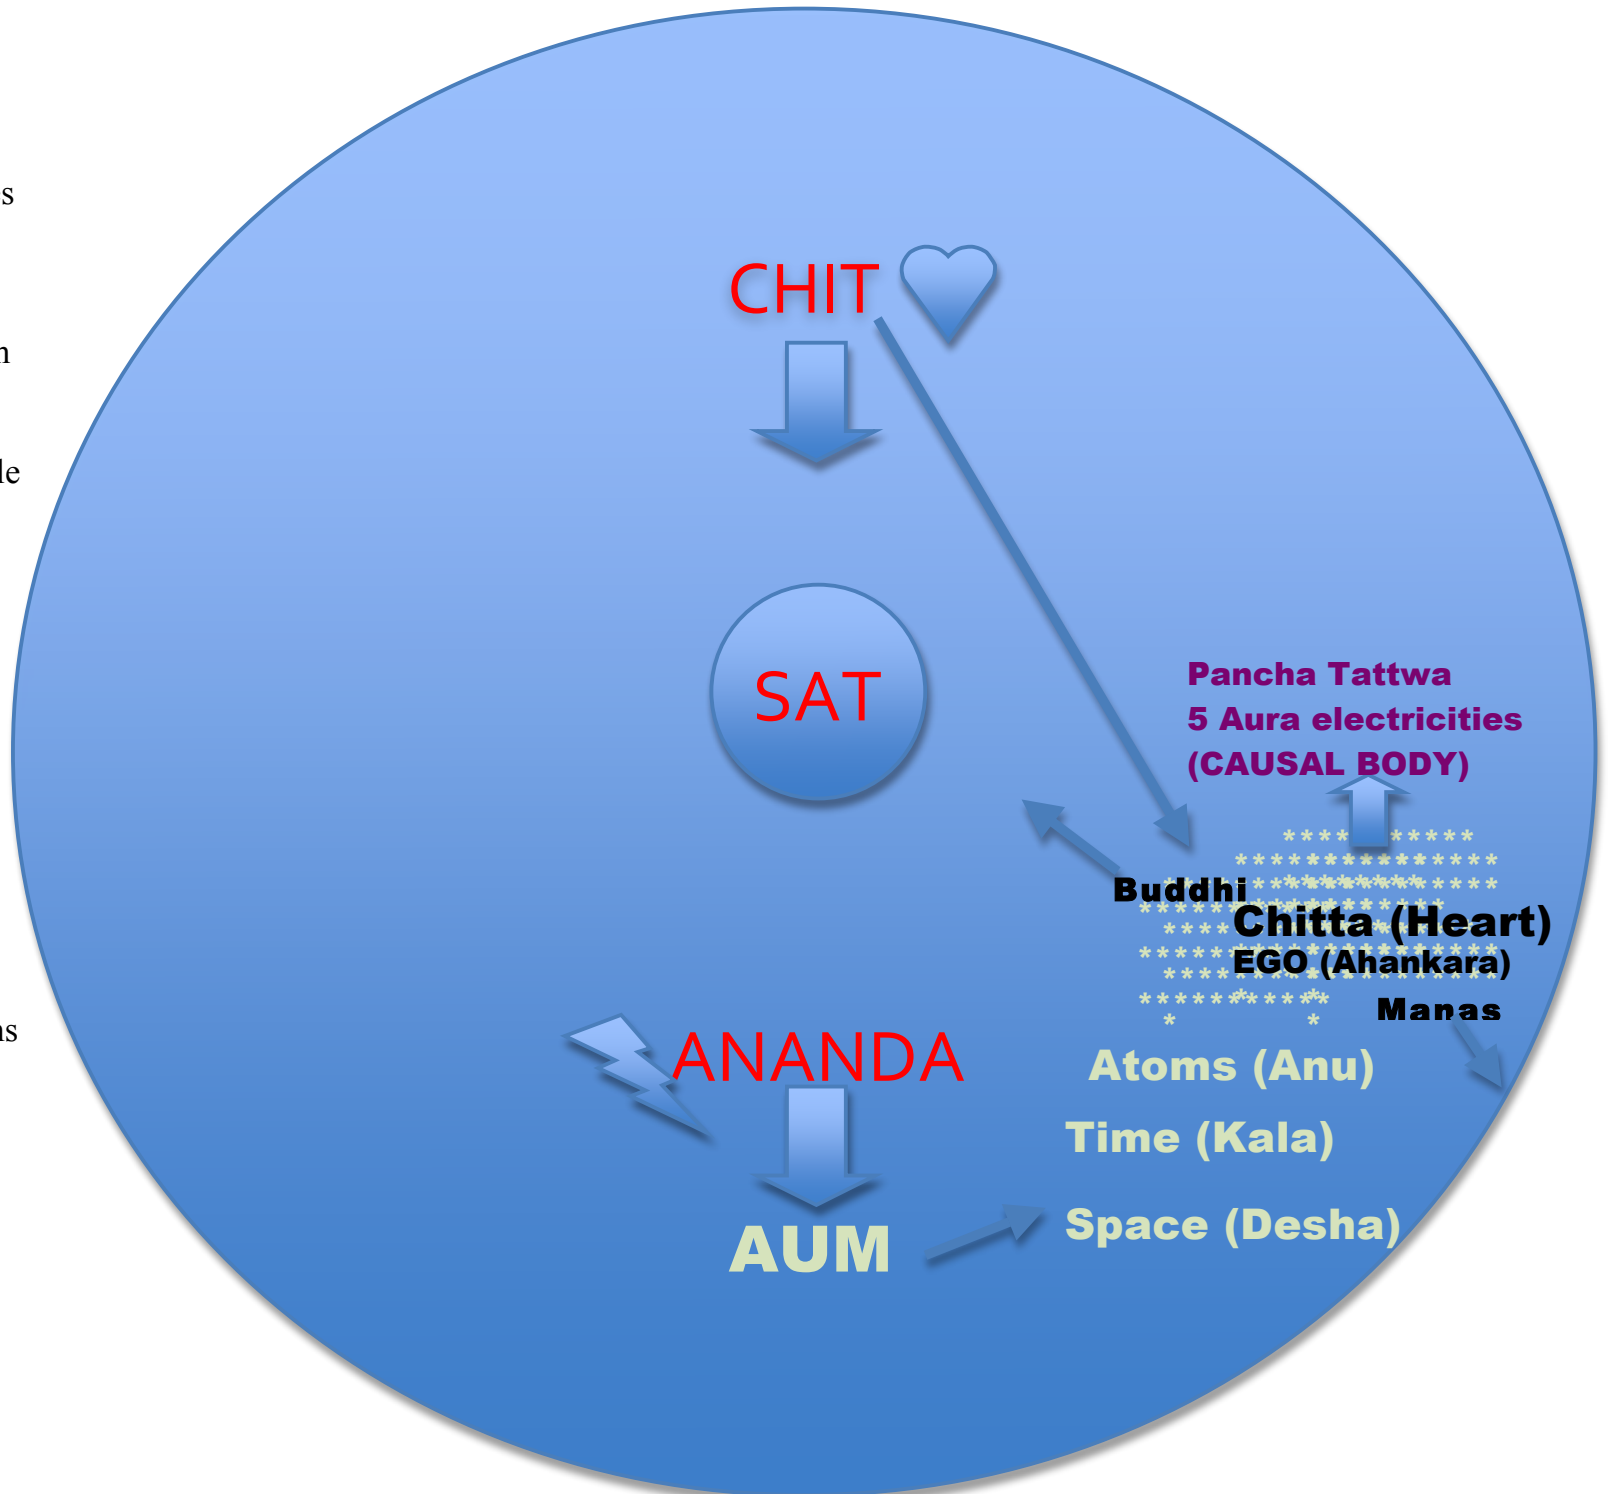 CHIT
SAT
Pancha Tattwa
5 Aura electricities
(CAUSAL BODY)
Buddhi
Chitta (Heart)
EGO (Ahankara)
Manas
ANANDA
Atoms (Anu)
Time (Kala)
Space (Desha)
AUM